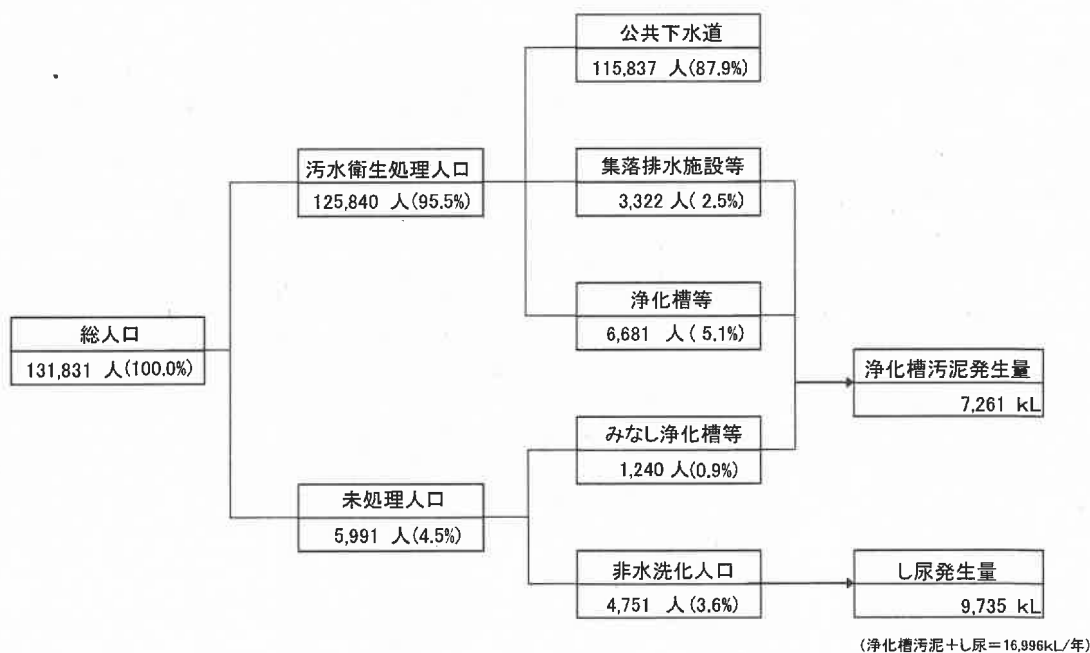 公共下水道
115,837 人(87.9%)
汚水衛生処理人口
125,840 人(95.5%)
集落排水施設等
3,322 人( 2.5%)
浄化槽等
6,681 人( 5.1%)
総人口
131,831 人(100.0%)
浄化槽汚泥発生量
7,261 kL
みなし浄化槽等
1,240 人(0.9%)
未処理人口
5,991 人(4.5%)
非水洗化人口
4,751 人(3.6%)
し尿発生量
9,735 kL
(浄化槽汚泥＋し尿＝16,996kL/年)